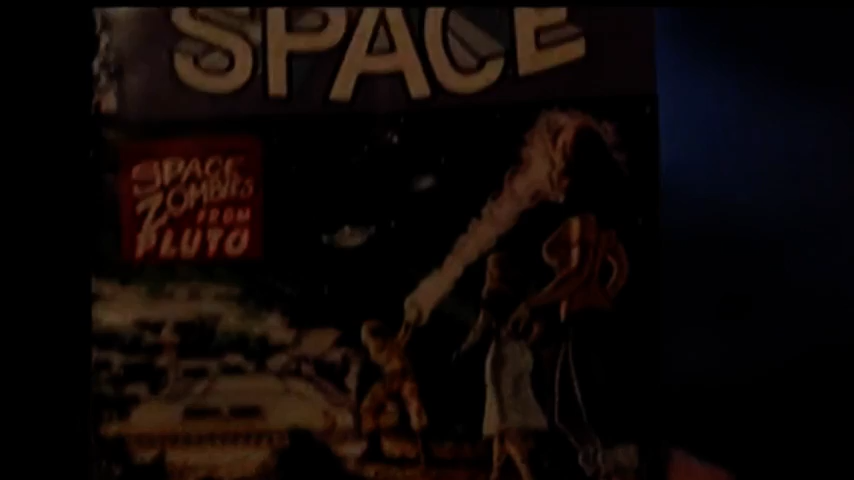 SPACE
SPACE
ZOMBIES
FROM
PLUTO